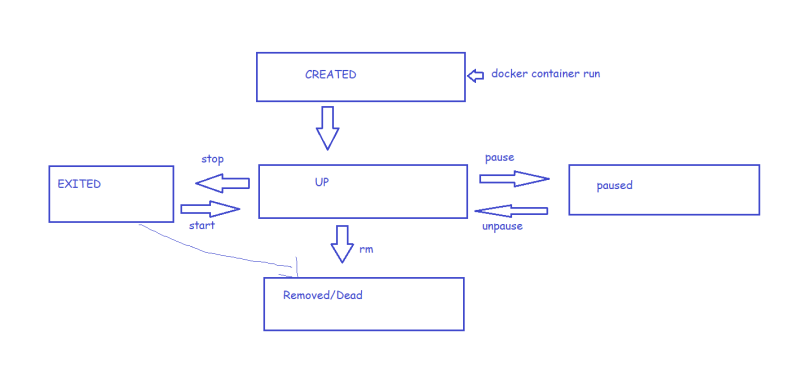 CREATED
docker container run
stop
pause
EXITED
UP
paused
start
unpause
rm
Removed/Dead